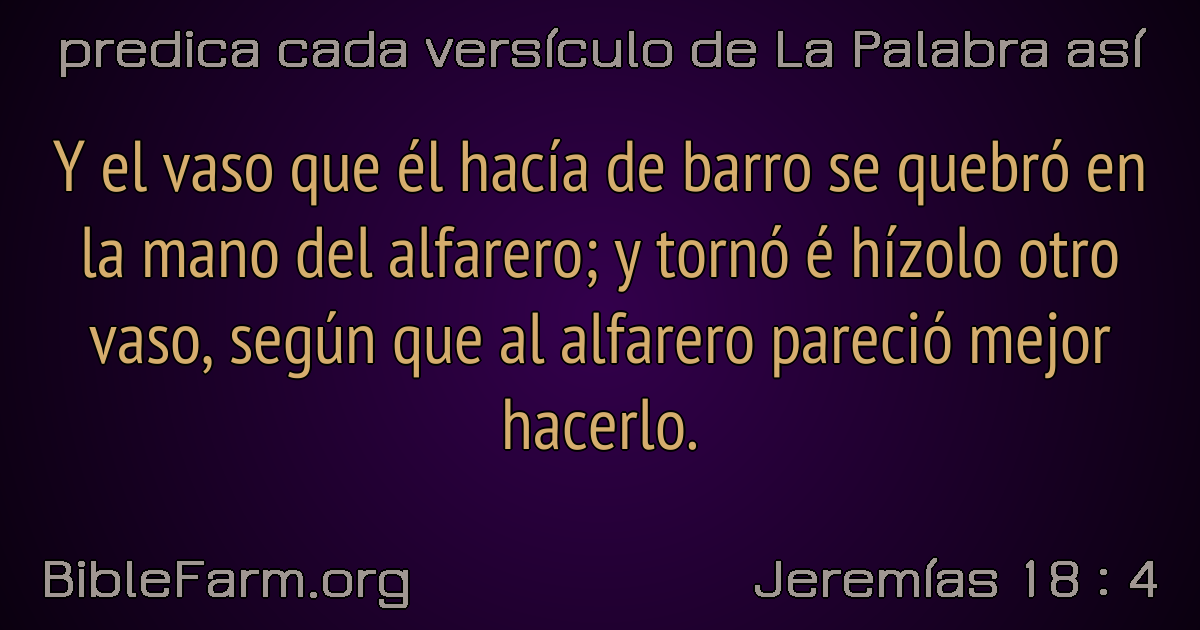 predica cada versículo de La Palabra así
Y el vaso que él hacía de barro se quebró en
la mano del alfarero; y tornó é hízolo otro
vaso, según que al alfarero pareció mejor
hacerlo.
BibleFarm.org
Jeremías 18 : 4